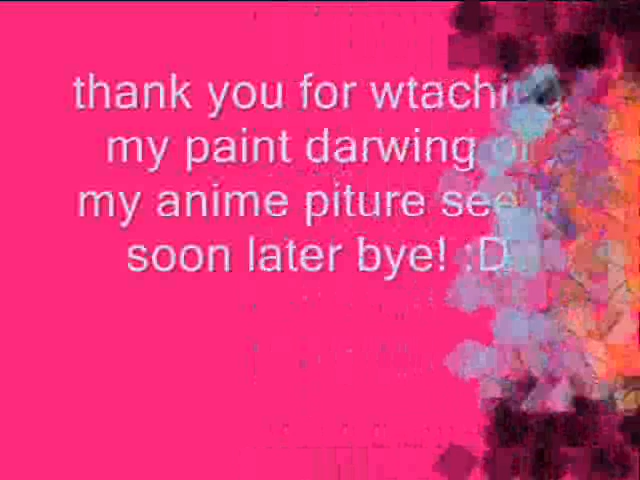 thank you for wtaching
my paint darwing of
my anime piture see u
soon later bye! :D